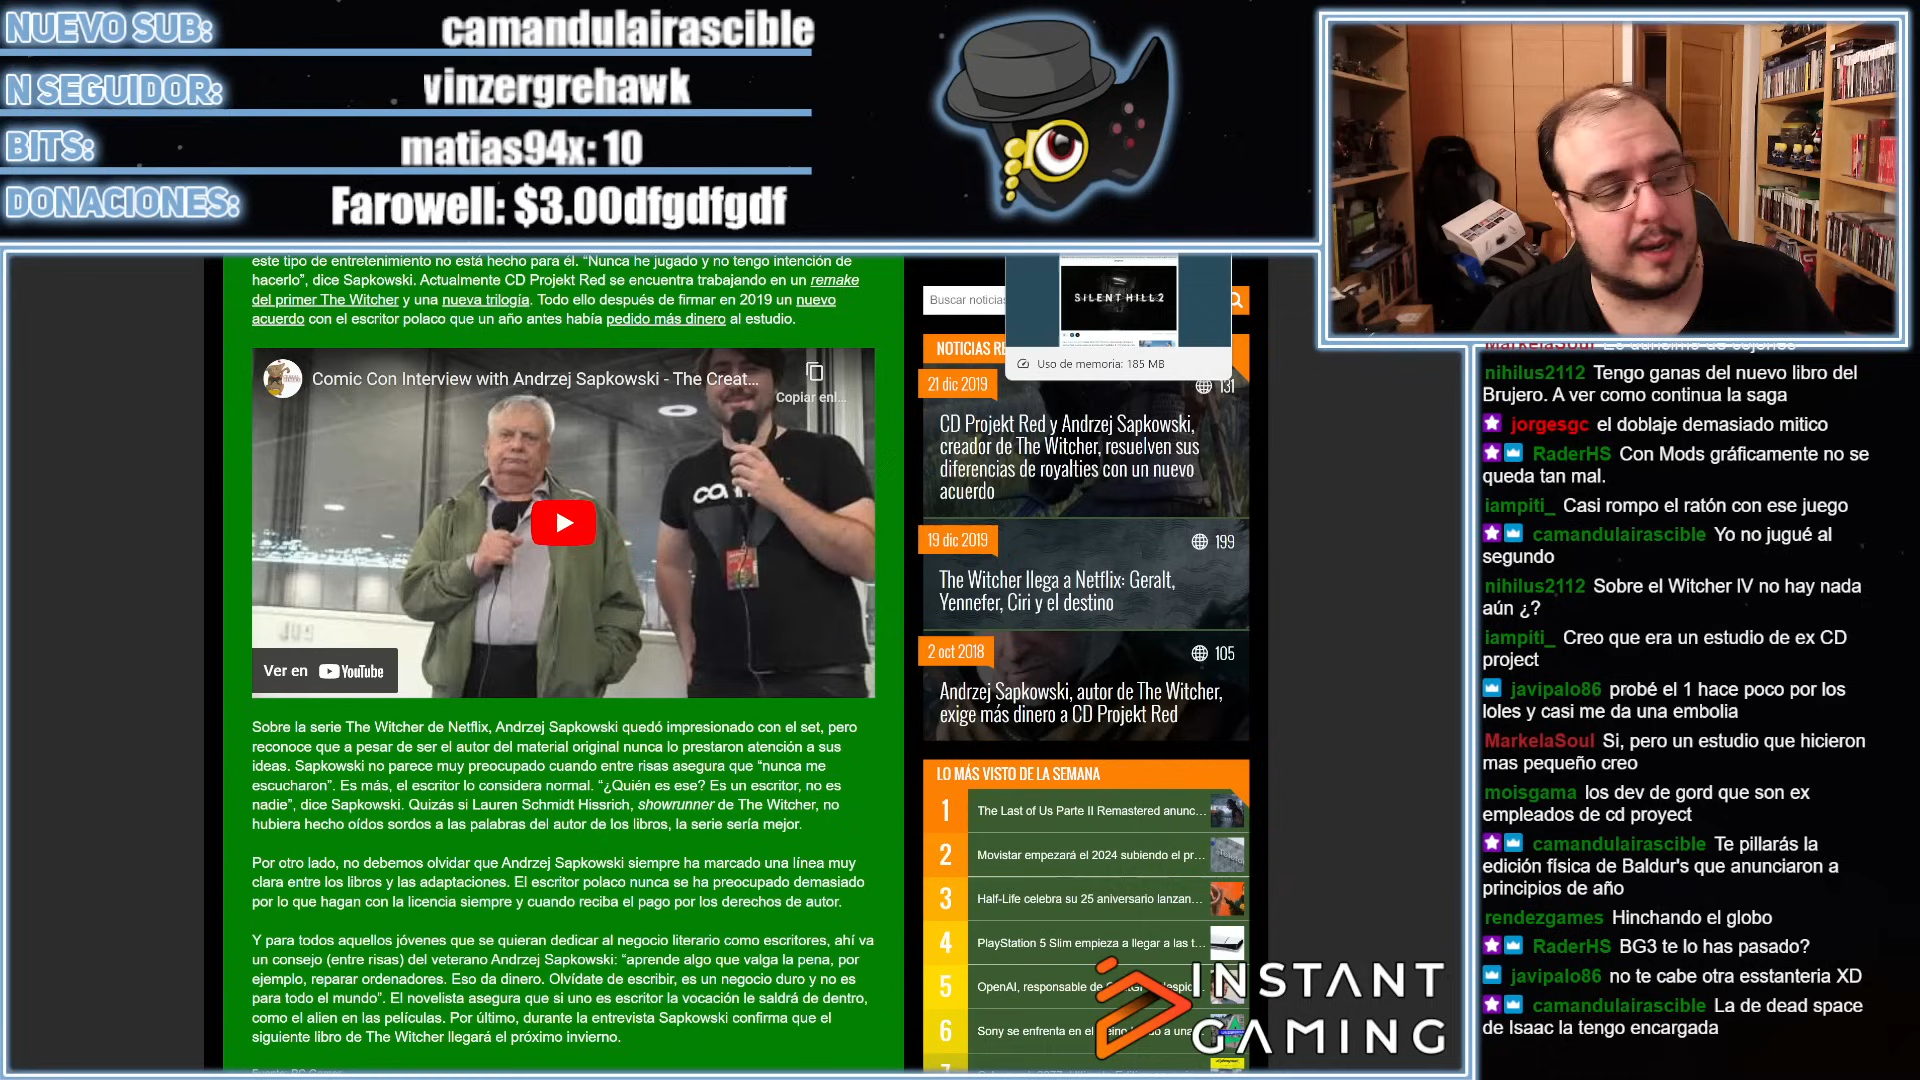 NUEVO SUB:
camandulairascible
N SEGUIDOR:
vinzergrehawk
BITS:
matias94x: 10
DONACIONES:
Farowell: $3.00dfgdfgdf
este tipo de entretenimiento no está hecho para él. “Nunca he jugado y no tengo intención de
hacerlo”, dice Sapkowski. Actualmente CD Projekt Red se encuentra trabajando en un remake
del primer The Witcher y una nueva trilogía. Todo ello después de firmar en 2019 un nuevo
acuerdo con el escritor polaco que un año antes había pedido más dinero al estudio.
Comic Con Interview with Andrzej Sapkowski - The Creat...
Copiar enl...
Ver en YouTube
Sobre la serie The Witcher de Netflix, Andrzej Sapkowski quedó impresionado con el set, pero
reconoce que a pesar de ser el autor del material original nunca lo prestaron atención a sus
ideas. Sapkowski no parece muy preocupado cuando entre risas asegura que “nunca me
escucharon”. Es más, el escritor lo considera normal. “¿Quién es ese? Es un escritor, no es
nadie”, dice Sapkowski. Quizás si Lauren Schmidt Hissrich, showrunner de The Witcher, no
hubiera hecho oídos sordos a las palabras del autor de los libros, la serie sería mejor.
Por otro lado, no debemos olvidar que Andrzej Sapkowski siempre ha marcado una línea muy
clara entre los libros y las adaptaciones. El escritor polaco nunca se ha preocupado demasiado
por lo que hagan con la licencia siempre y cuando reciba el pago por los derechos de autor.
Y para todos aquellos jóvenes que se quieran dedicar al negocio literario como escritores, ahí va
un consejo (entre risas) del veterano Andrzej Sapkowski: “aprende algo que valga la pena, por
ejemplo, reparar ordenadores. Eso da dinero. Olvídate de escribir, es un negocio duro y no es
para todo el mundo”. El novelista asegura que si uno es escritor la vocación le saldrá de dentro,
como el alien en las películas. Por último, durante la entrevista Sapkowski confirma que el
siguiente libro de The Witcher llegará el próximo invierno.
Buscar noticias
SILENT HILL 2
Uso de memoria: 185 MB
NOTICIAS RE
21 dic 2019
131
CD Projekt Red y Andrzej Sapkowski,
creador de The Witcher, resuelven sus
diferencias de royalties con un nuevo
acuerdo
19 dic 2019
199
The Witcher llega a Netflix: Geralt,
Yennefer, Ciri y el destino
2 oct 2018
105
Andrzej Sapkowski, autor de The Witcher,
exige más dinero a CD Projekt Red
LO MÁS VISTO DE LA SEMANA
1 The Last of Us Parte II Remastered anunc...
2 Movistar empezará el 2024 subiendo el pr...
3 Half-Life celebra su 25 aniversario lanzan...
4 PlayStation 5 Slim empieza a llegar a las t...
5 OpenAI, responsable de
6 Sony se enfrenta en el
INSTANT
GAMING
nihilus2112 Tengo ganas del nuevo libro del
Brujero. A ver como continua la saga
jorgesgc el doblaje demasiado mitico
RaderHS Con Mods gráficamente no se
queda tan mal.
iampiti_ Casi rompo el ratón con ese juego
camandulairascible Yo no jugué al
segundo
nihilus2112 Sobre el Witcher IV no hay nada
aún ¿?
iampiti_ Creo que era un estudio de ex CD
project
javipalo86 probé el 1 hace poco por los
loles y casi me da una embolia
MarkelaSoul Si, pero un estudio que hicieron
mas pequeño creo
moisgama los dev de gord que son ex
empleados de cd proyect
camandulairascible Te pillarás la
edición física de Baldur's que anunciaron a
principios de año
rendezgames Hinchando el globo
RaderHS BG3 te lo has pasado?
javipalo86 no te cabe otra esstanteria XD
camandulairascible La de dead space
de Isaac la tengo encargada